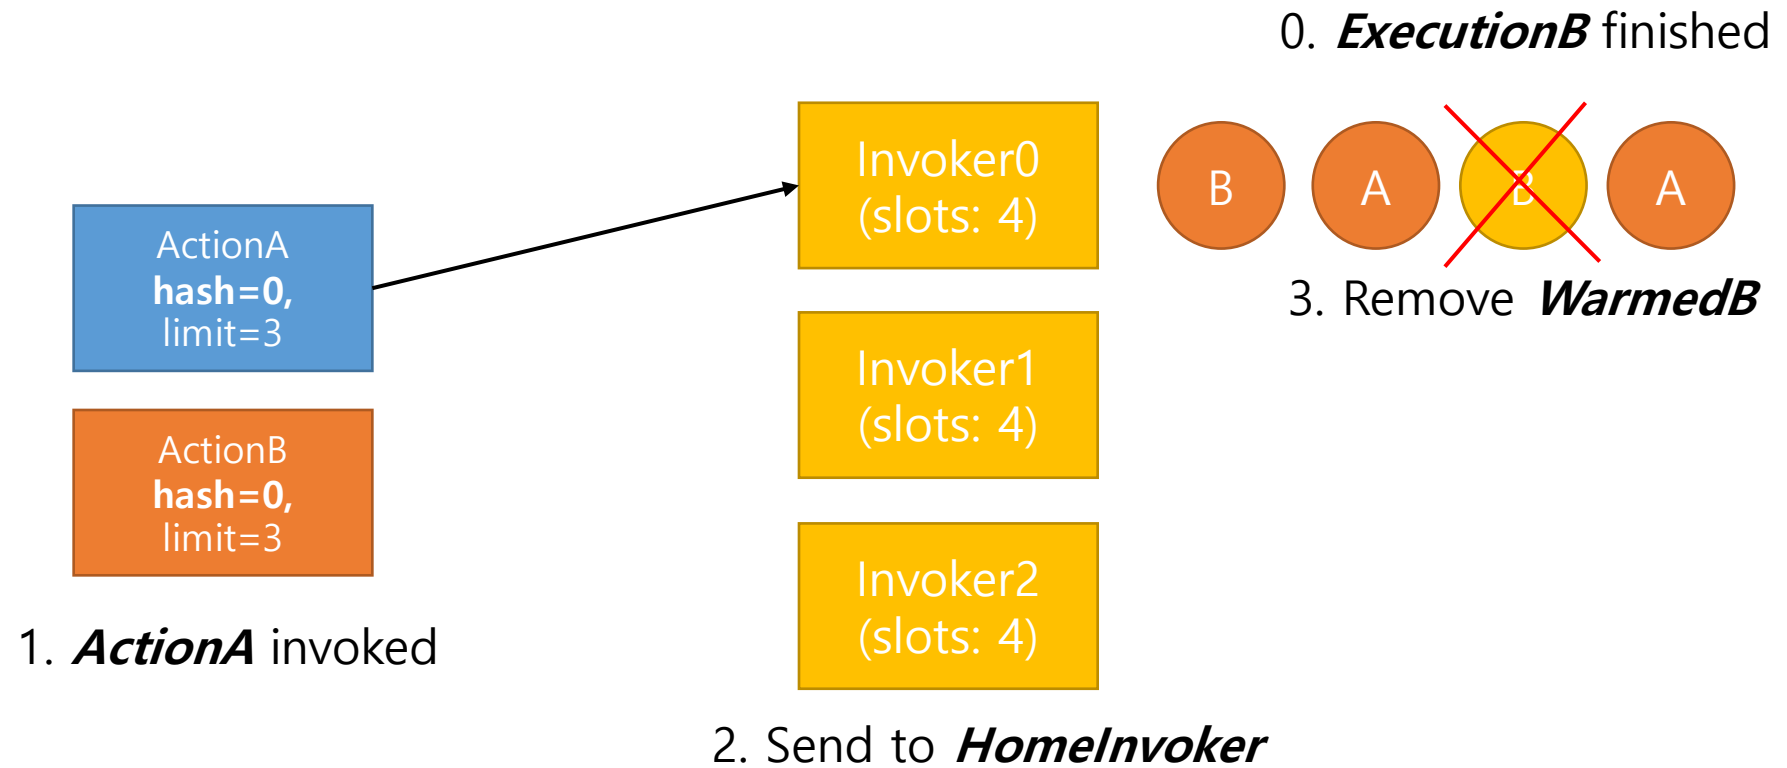 0. ExecutionB finished
Invoker0
(slots: 4)
B
A
B
A
ActionA
hash=0,
limit=3
3. Remove WarmedB
Invoker1
(slots: 4)
ActionB
hash=0,
limit=3
Invoker2
(slots: 4)
1. ActionA invoked
2. Send to HomeInvoker